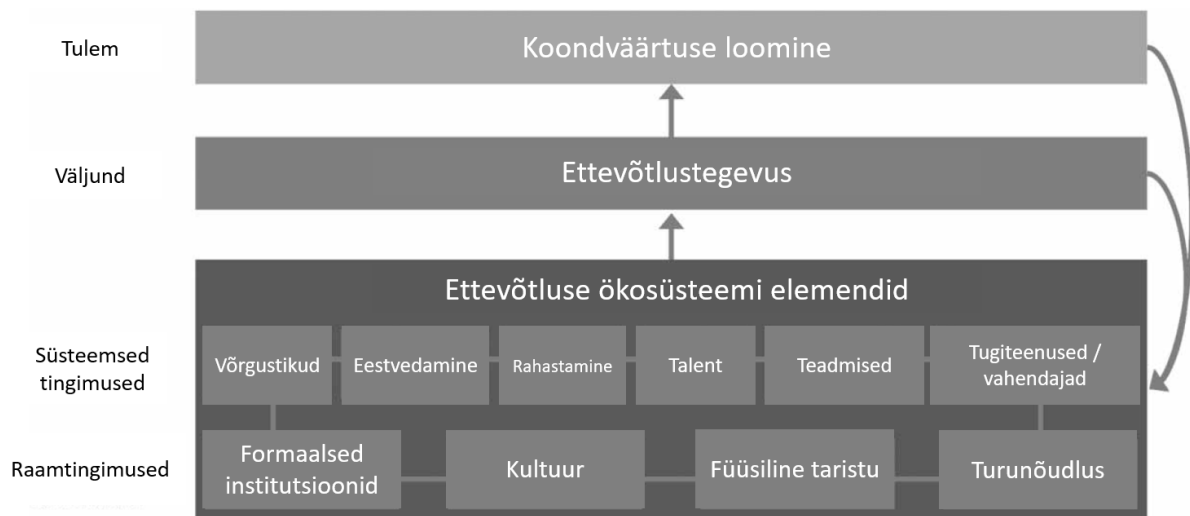 Tulem
Koondväärtuse loomine
Väljund
Ettevõtlustegevus
Ettevõtluse ökosüsteemi elemendid
Süsteemsed
tingimused
Võrgustikud
Eestvedamine
Rahastamine
Talent
Teadmised
Tugiteenused /
vahendajad
Raamtingimused
Formaalsed
institutsioonid
Kultuur
Füüsiline taristu
Turunõudlus